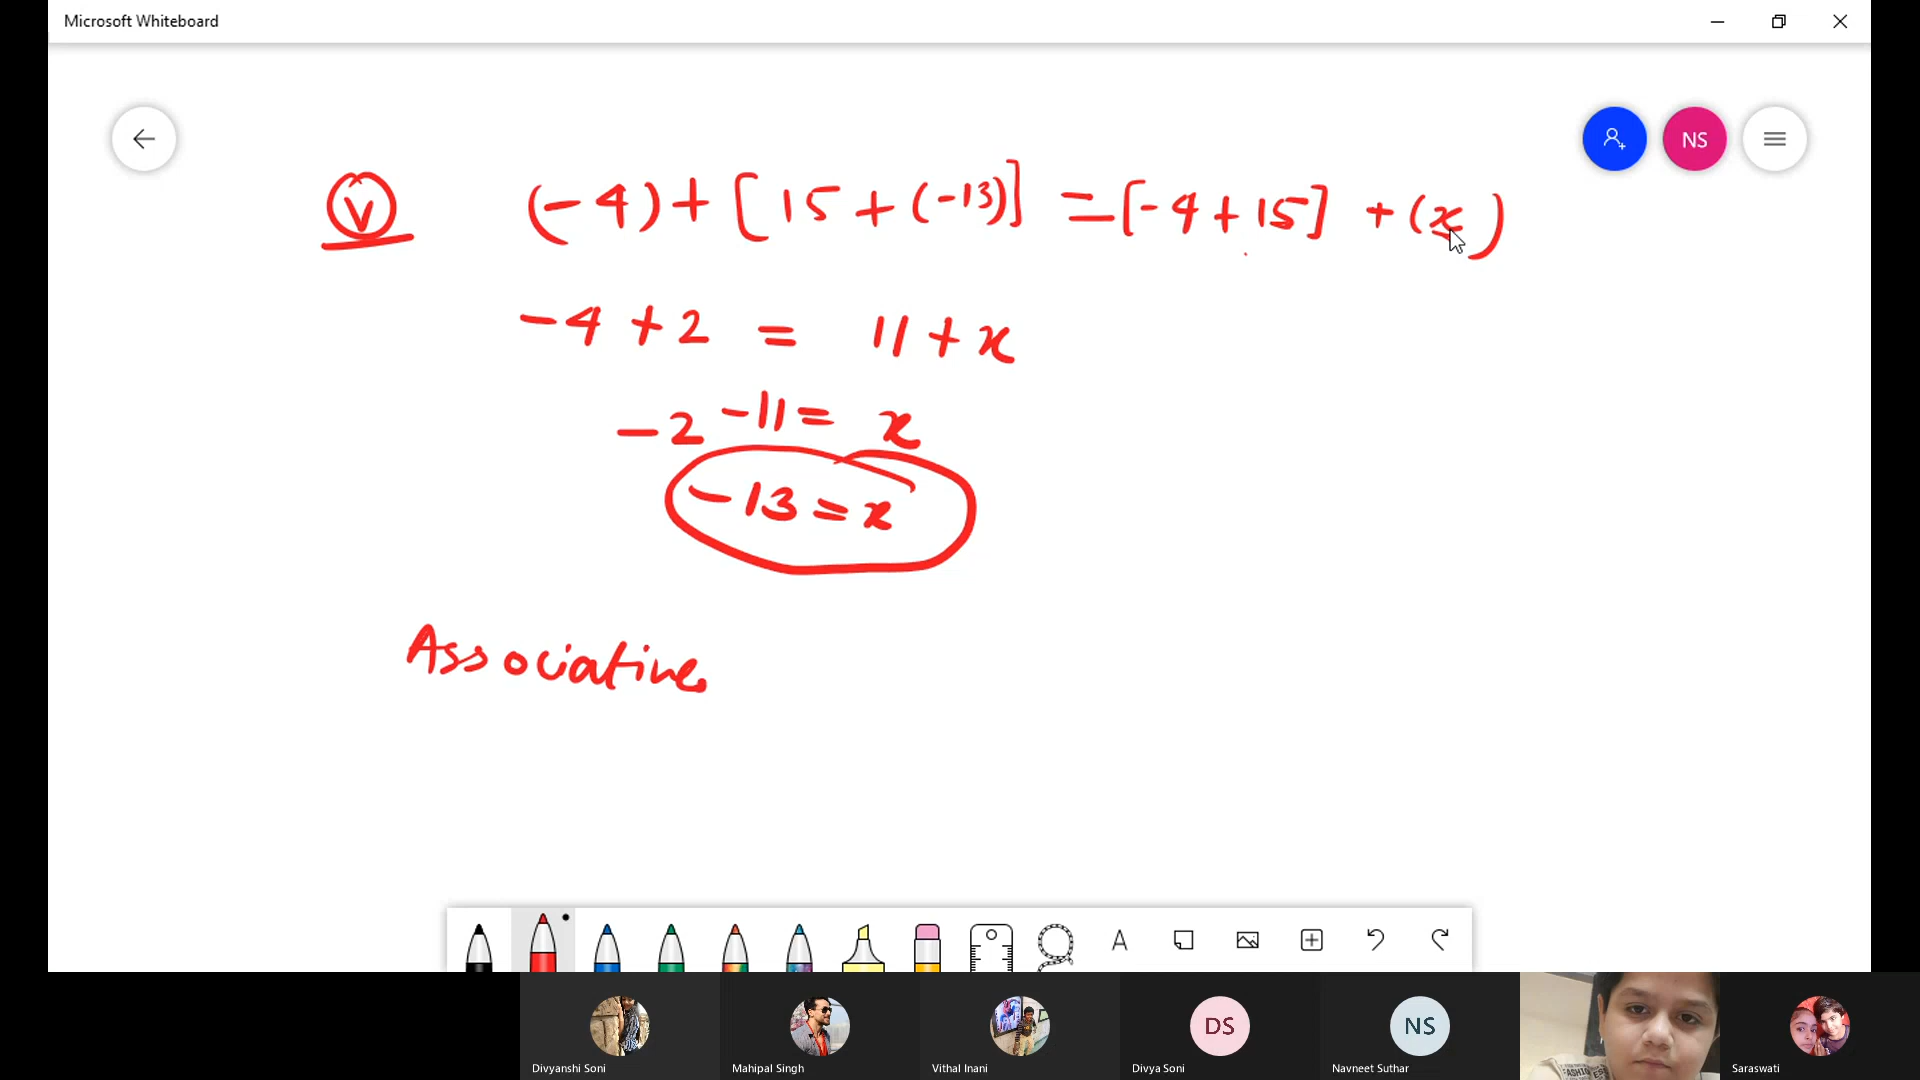 Microsoft Whiteboard
NS
(v) (-4)+[15+(-13)] =[-4+15] +(x)
-4 +2 = 11+x
-2 -11= x
-13=x
Associative
A
DS
NS
Divyanshi Soni
Mahipal Singh
Vithal Inani
Divya Soni
Navneet Suthar
Saraswati